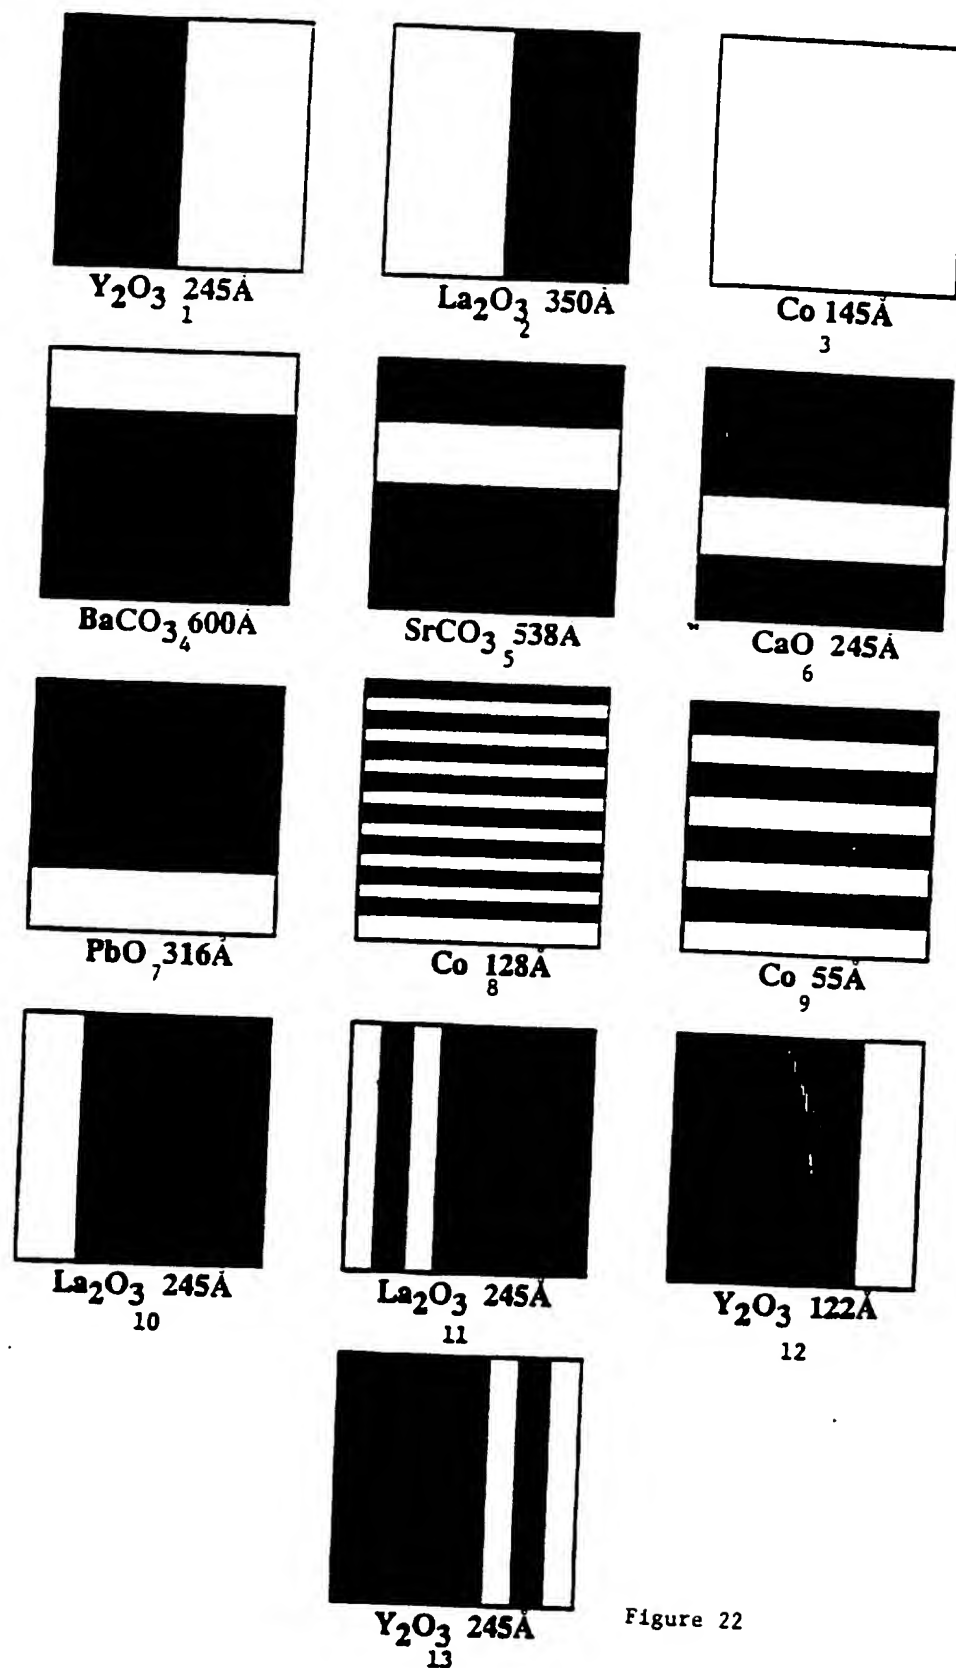 Y₂O₃ 245Å
1
La₂O₃ 350Å
2
Co 145Å
3
BaCO₃ 600Å
4
SrCO₃ 538A
5
CaO 245Å
6
PbO 316Å
7
Co 128Å
8
Co 55Å
9
La₂O₃ 245Å
10
La₂O₃ 245Å
11
Y₂O₃ 122Å
12
Y₂O₃ 245Å
13
Figure 22